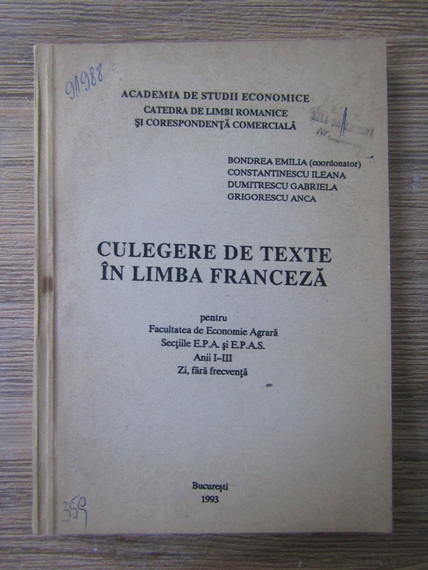 91988
ACADEMIA DE STUDII ECONOMICE
CATEDRA DE LIMBI ROMANICE
ŞI CORESPONDENŢĂ COMERCIALĂ
Nr.
BONDREA EMILIA (coordonator)
CONSTANTINESCU ILEANA
DUMITRESCU GABRIELA
GRIGORESCU ANCA
CULEGERE DE TEXTE
ÎN LIMBA FRANCEZĂ
pentru
Facultatea de Economie Agrară
Secţiile E.P.A. şi E.P.A.S.
Anii I–III
Zi, fără frecvenţă
Bucureşti
1993
359